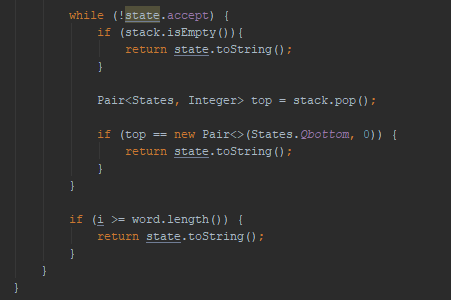 while (!state.accept) {
if (stack.isEmpty()){
return state.toString();
}
Pair<States, Integer> top = stack.pop();
if (top == new Pair<>(States.Qbottom, 0)) {
return state.toString();
}
}
if (i >= word.length()) {
return state.toString();
}
}
}